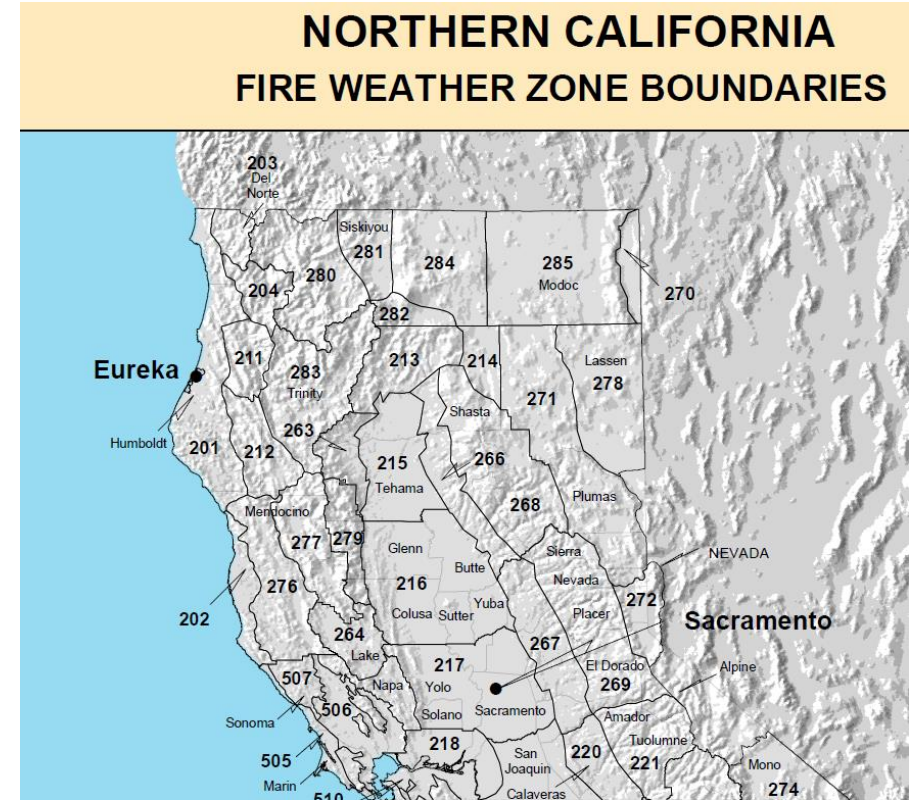 NORTHERN CALIFORNIA
FIRE WEATHER ZONE BOUNDARIES
203
Del
Norte
Siskiyou
281
284
285
Modoc
280
204
270
282
211
213
214
Lassen
278
Eureka
283
Trinity
271
Shasta
263
Humboldt
201
212
215
Tehama
266
268
Plumas
Mendocino
277
279
Glenn
Sierra
NEVADA
Butte
276
216
Nevada
272
202
Colusa
Sutter
Yuba
Placer
Sacramento
264
Lake
267
217
El Dorado
269
Alpine
507
Napa
Yolo
506
Sonoma
Solano
Sacramento
Amador
218
Tuolumne
505
San
Joaquin
220
221
Mono
Marin
Calaveras
274
510